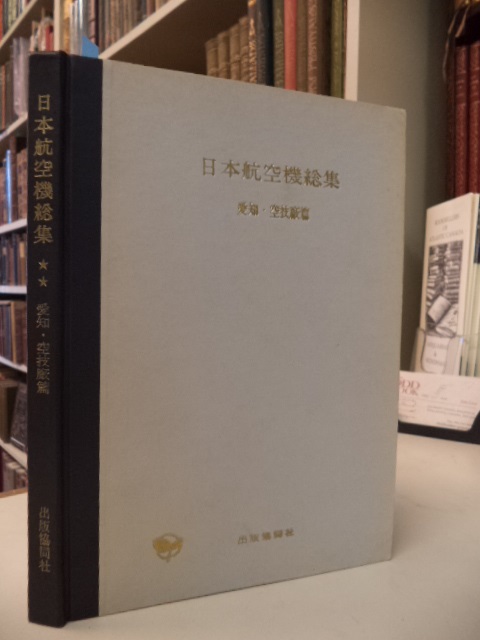 日本航空機総集
★★
愛知・空技廠篇
出版協同社
日本航空機総集
愛知・空技廠篇
出版協同社